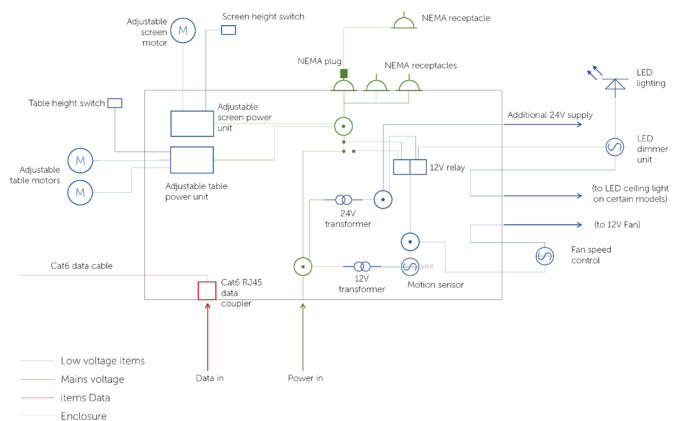 Screen height switch
NEMA receptacle
Adjustable
screen
motor
M
NEMA plug
NEMA receptacles
LED
lighting
Table height switch
Adjustable
screen power
unit
Additional 24V supply
LED
dimmer
unit
M
Adjustable
table motors
M
12V relay
Adjustable table
power unit
(to LED ceiling light
on certain models)
24V
transformer
(to 12V Fan)
Fan speed
control
Cat6 data cable
Cat6 RJ45
data
coupler
12V
transformer
Motion sensor
Data in
Power in
Low voltage items
Mains voltage
items Data
Enclosure